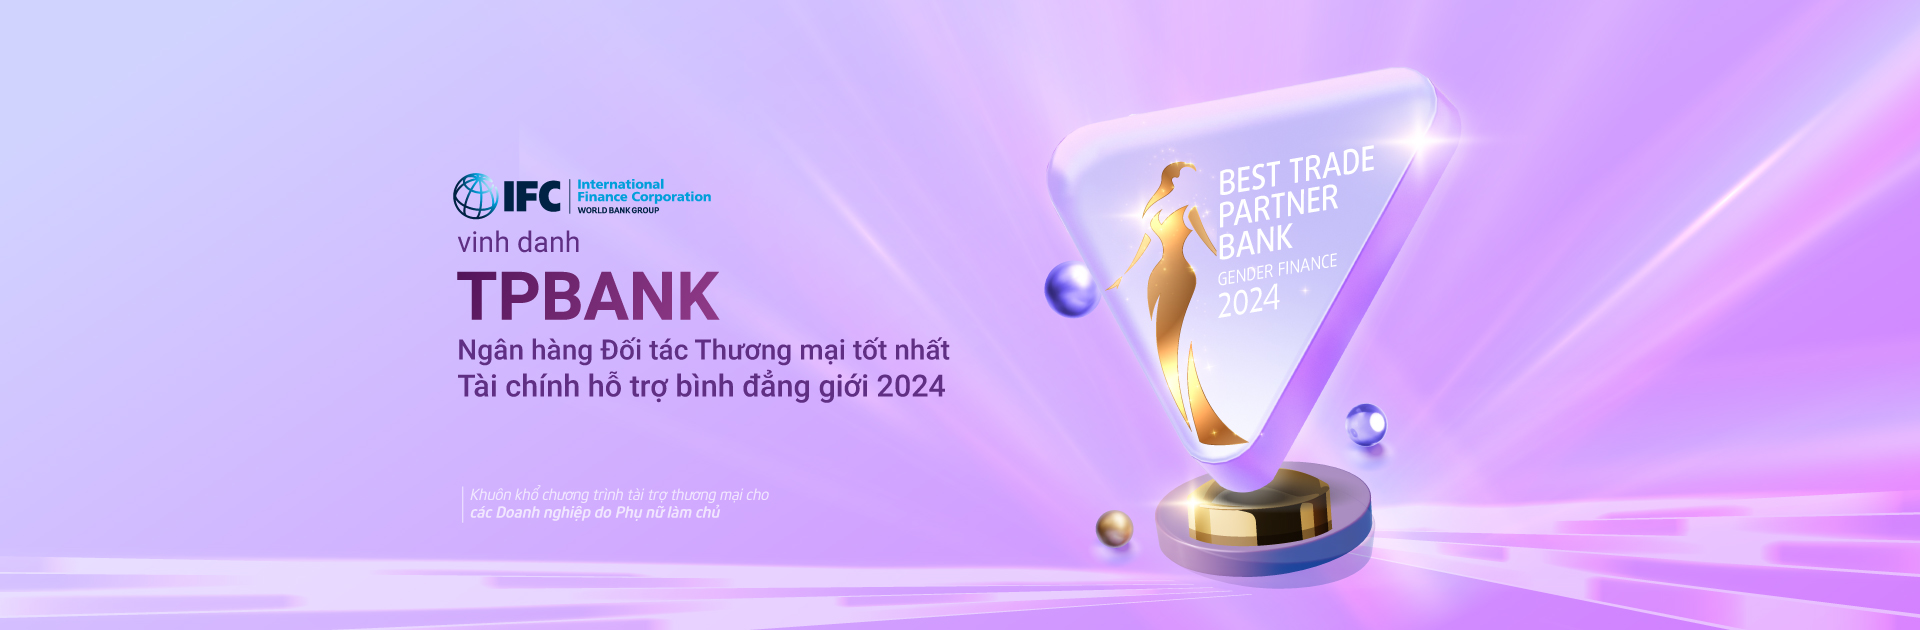 IFC
International
Finance Corporation
WORLD BANK GROUP
vinh danh
TPBANK
Ngân hàng Đối tác Thương mại tốt nhất
Tài chính hỗ trợ bình đẳng giới 2024
Khuôn khổ chương trình tài trợ thương mại cho
các Doanh nghiệp do Phụ nữ làm chủ
BEST TRADE
PARTNER
BANK
GENDER FINANCE
2024